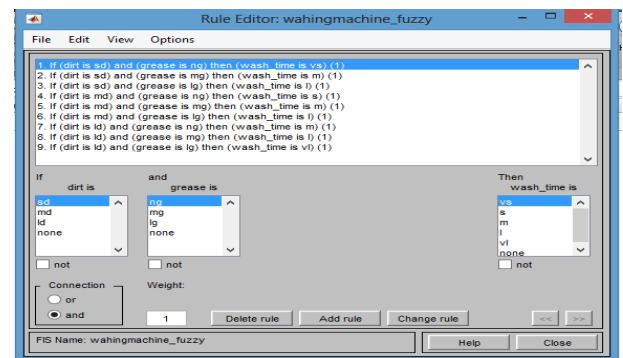 Rule Editor: wahingmachine_fuzzy
File Edit View Options
1. If (dirt is sd) and (grease is ng) then (wash_time is vs) (1)
2. If (dirt is sd) and (grease is mg) then (wash_time is m) (1)
3. If (dirt is sd) and (grease is lg) then (wash_time is l) (1)
4. If (dirt is md) and (grease is ng) then (wash_time is s) (1)
5. If (dirt is md) and (grease is mg) then (wash_time is m) (1)
6. If (dirt is md) and (grease is lg) then (wash_time is l) (1)
7. If (dirt is ld) and (grease is ng) then (wash_time is m) (1)
8. If (dirt is ld) and (grease is mg) then (wash_time is l) (1)
9. If (dirt is ld) and (grease is lg) then (wash_time is vl) (1)
If and Then
dirt is grease is wash_time is
sd
md
ld
none
ng
mg
lg
none
vs
s
m
l
vl
none
not not not
Connection
or
and
Weight:
1
Delete rule Add rule Change rule << >>
FIS Name: wahingmachine_fuzzy
Help Close